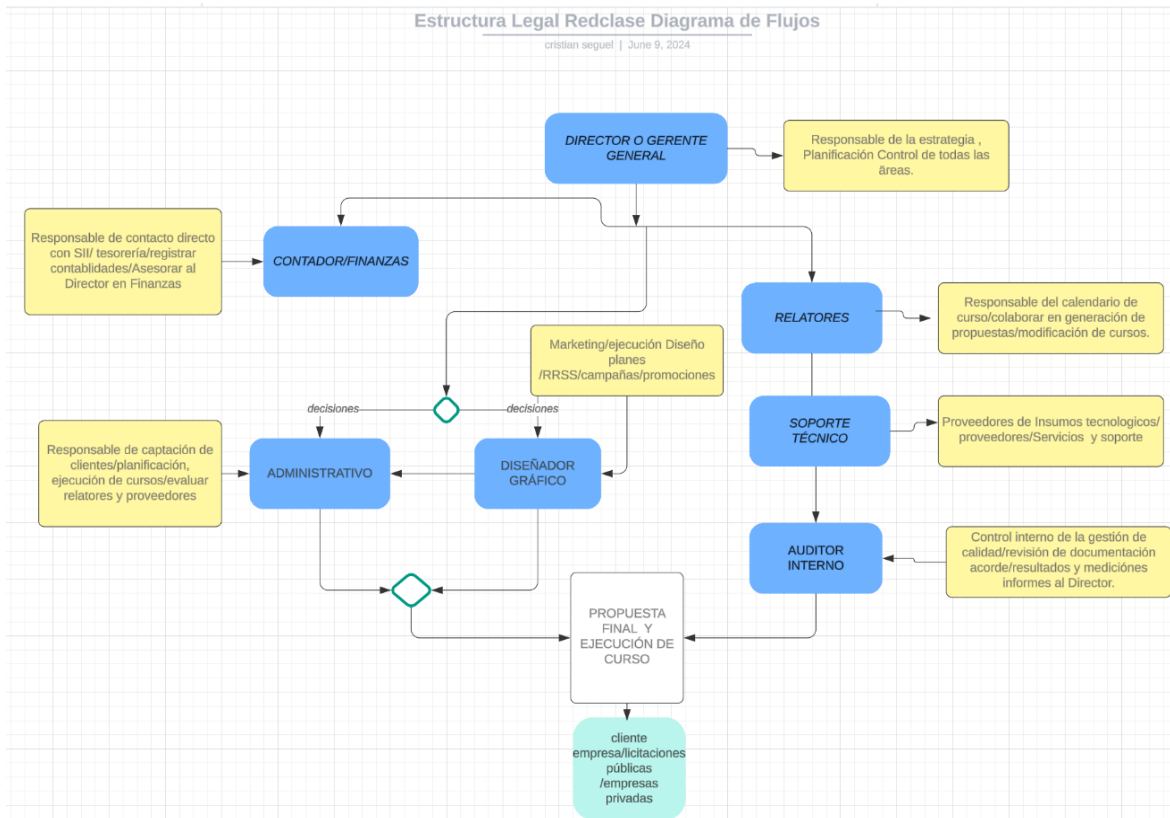 Estructura Legal Redclase Diagrama de Flujos
cristian seguel | June 9, 2024
DIRECTOR O GERENTE
GENERAL
Responsable de la estrategia ,
Planificación Control de todas las
äreas.
Responsable de contacto directo
con SII/ tesorería/registrar
contablidades/Asesorar al
Director en Finanzas
CONTADOR/FINANZAS
RELATORES
Responsable del calendario de
curso/colaborar en generación de
propuestas/modificación de cursos.
Marketing/ejecución Diseño
planes
/RRSS/campañas/promociones
decisiones
decisiones
SOPORTE
TÉCNICO
Proveedores de Insumos tecnologicos/
proveedores/Servicios y soporte
Responsable de captación de
clientes/planificación,
ejecución de cursos/evaluar
relatores y proveedores
ADMINISTRATIVO
DISEÑADOR
GRÁFICO
AUDITOR
INTERNO
Control interno de la gestión de
calidad/revisión de documentación
acorde/resultados y mediciónes
informes al Director.
PROPUESTA
FINAL Y
EJECUCIÓN DE
CURSO
cliente
empresa/licitaciones
públicas
/empresas
privadas